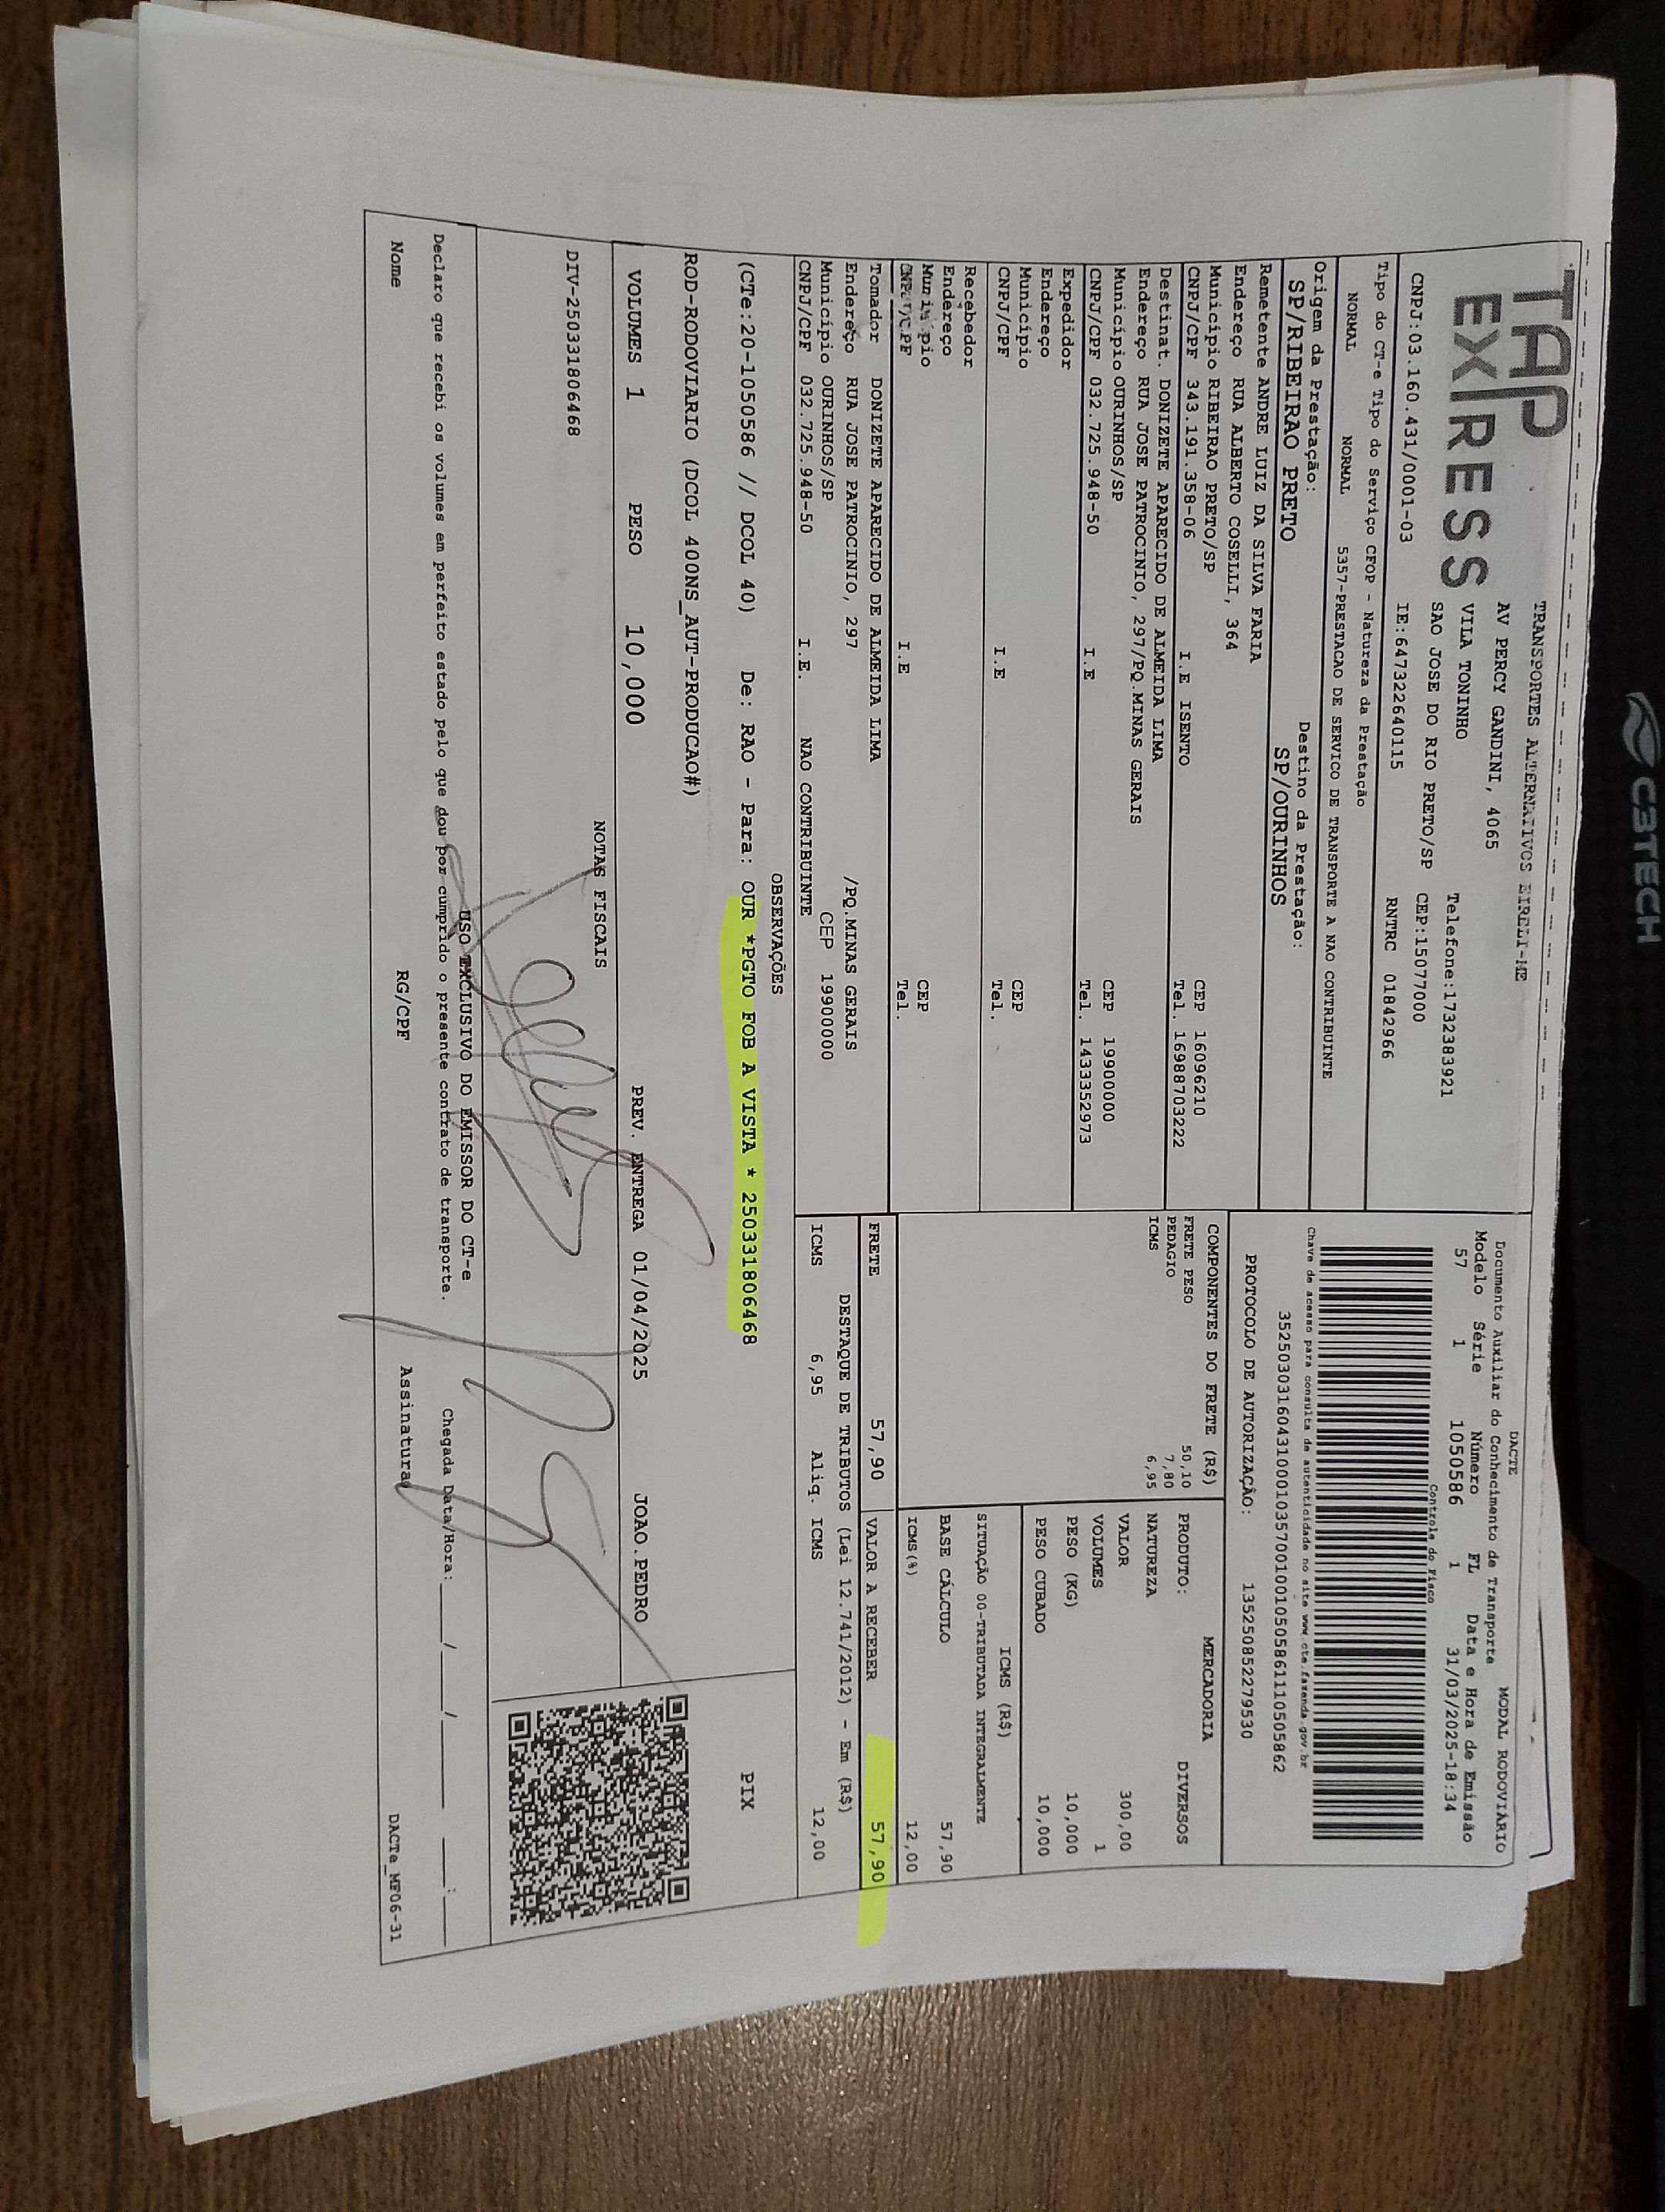 TAP
EXPRESS
TRANSPORTES ALTERNATIVOS EIRELI-ME
AV PERCY GANDINI, 4065
VILA TONINHO
Telefone:1732383921
SAO JOSE DO RIO PRETO/SP CEP:15077000
CNPJ:03.160.431/0001-03 IE:647322640115 RNTRC 01842966
DACTE
MODAL RODOVIÁRIO
Documento Auxiliar do Conhecimento de Transporte
Modelo Série Número FL Data e Hora de Emissão
57 1 1050586 1 31/03/2025-18:34
Controle do Fisco
Chave de acesso para consulta de autenticidade no site www.cte.fazenda.gov.br
35250303160431000103570010010505861110505862
PROTOCOLO DE AUTORIZAÇÃO: 135250852279530
Tipo do CT-e Tipo do Serviço CFOP - Natureza da Prestação
NORMAL NORMAL 5357-PRESTACAO DE SERVICO DE TRANSPORTE A NAO CONTRIBUINTE
Origem da Prestação: Destino da Prestação:
SP/RIBEIRAO PRETO SP/OURINHOS
Remetente ANDRE LUIZ DA SILVA FARIA
Endereço RUA ALBERTO COSELLI, 364
Município RIBEIRAO PRETO/SP CEP 16096210
CNPJ/CPF 343.191.358-06 I.E ISENTO Tel. 16988703222
Destinat. DONIZETE APARECIDO DE ALMEIDA LIMA
Endereço RUA JOSE PATROCINIO, 297/PQ.MINAS GERAIS
Município OURINHOS/SP CEP 19900000
CNPJ/CPF 032.725.948-50 I.E Tel. 1433352973
Expedidor
Endereço
Município CEP
CNPJ/CPF I.E Tel.
Recebedor
Endereço
Município CEP
CNPJ/CPF I.E Tel.
Tomador DONIZETE APARECIDO DE ALMEIDA LIMA
Endereço RUA JOSE PATROCINIO, 297 /PQ.MINAS GERAIS
Município OURINHOS/SP CEP 19900000
CNPJ/CPF 032.725.948-50 I.E. NAO CONTRIBUINTE
COMPONENTES DO FRETE (R$)
FRETE PESO 50,10
PEDAGIO 7,80
ICMS 6,95
MERCADORIA
PRODUTO: DIVERSOS
NATUREZA
VALOR 300,00
VOLUMES 1
PESO (KG) 10,000
PESO CUBADO 10,000
ICMS (R$)
SITUAÇÃO 00-TRIBUTADA INTEGRALMENTE
BASE CÁLCULO 57,90
ICMS(%) 12,00
FRETE 57,90 VALOR A RECEBER 57,90
DESTAQUE DE TRIBUTOS (Lei 12.741/2012) - Em (R$)
ICMS 6,95 Aliq. ICMS 12,00
OBSERVAÇÕES
(CTe:20-1050586 // DCOL 40) De: RAO - Para: OUR *PGTO FOB A VISTA * 250331806468
ROD-RODOVIARIO (DCOL 400NS_AUT-PRODUCAO#)
PIX
VOLUMES 1 PESO 10,000 PREV. ENTREGA 01/04/2025 JOAO.PEDRO
NOTAS FISCAIS
DIV-250331806468
USO EXCLUSIVO DO EMISSOR DO CT-e
Declaro que recebi os volumes em perfeito estado pelo que dou por cumprido o presente contrato de transporte. Chegada Data/Hora:____/____/______ ___:___
Nome RG/CPF Assinatura
DACTe_MF06-31
C3TECH